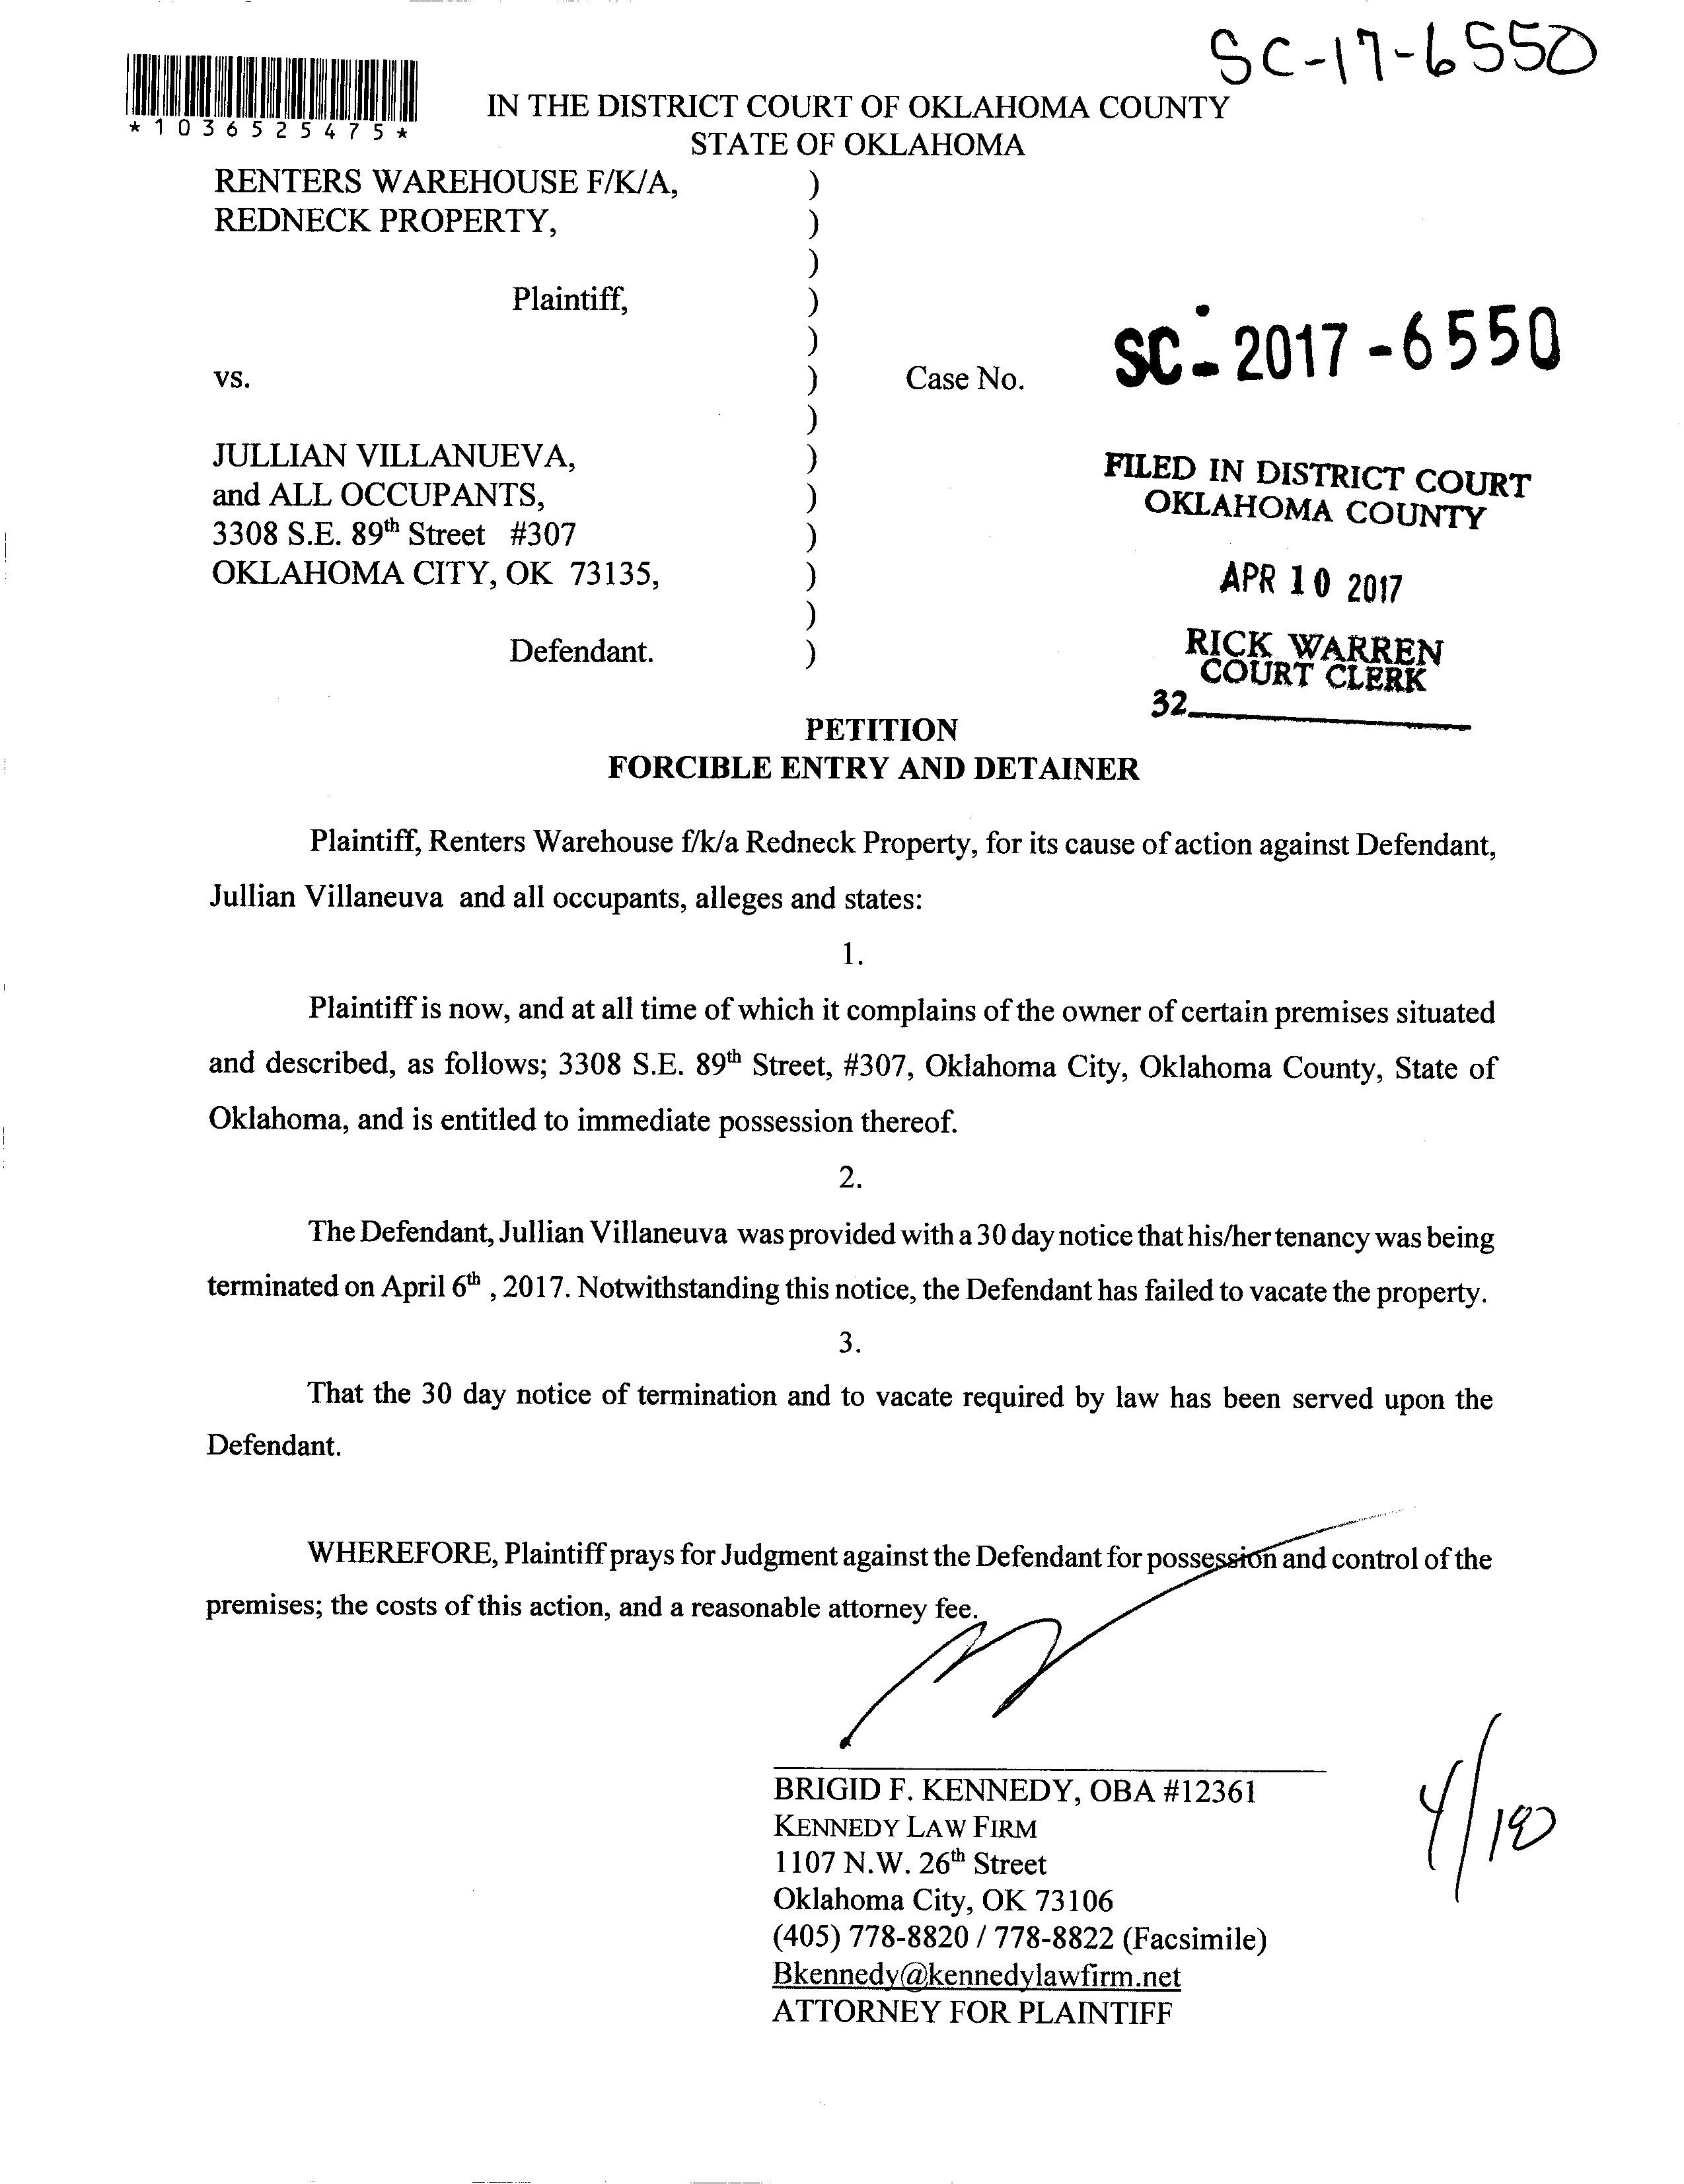 SC-17-6550
*1036525475*
IN THE DISTRICT COURT OF OKLAHOMA COUNTY
STATE OF OKLAHOMA
RENTERS WAREHOUSE F/K/A, )
REDNECK PROPERTY, )
)
Plaintiff, )
)
vs. ) Case No. SC-2017-6550
)
JULLIAN VILLANUEVA, )
and ALL OCCUPANTS, )
3308 S.E. 89th Street #307 )
OKLAHOMA CITY, OK 73135, )
)
Defendant. )
FILED IN DISTRICT COURT
OKLAHOMA COUNTY
APR 10 2017
RICK WARREN
COURT CLERK
32
PETITION
FORCIBLE ENTRY AND DETAINER
Plaintiff, Renters Warehouse f/k/a Redneck Property, for its cause of action against Defendant,
Jullian Villaneuva and all occupants, alleges and states:
1.
Plaintiff is now, and at all time of which it complains of the owner of certain premises situated
and described, as follows; 3308 S.E. 89th Street, #307, Oklahoma City, Oklahoma County, State of
Oklahoma, and is entitled to immediate possession thereof.
2.
The Defendant, Jullian Villaneuva was provided with a 30 day notice that his/her tenancy was being
terminated on April 6th , 2017. Notwithstanding this notice, the Defendant has failed to vacate the property.
3.
That the 30 day notice of termination and to vacate required by law has been served upon the
Defendant.
WHEREFORE, Plaintiff prays for Judgment against the Defendant for possession and control of the
premises; the costs of this action, and a reasonable attorney fee.
BRIGID F. KENNEDY, OBA #12361
KENNEDY LAW FIRM
1107 N.W. 26th Street
Oklahoma City, OK 73106
(405) 778-8820 / 778-8822 (Facsimile)
Bkennedy@kennedylawfirm.net
ATTORNEY FOR PLAINTIFF